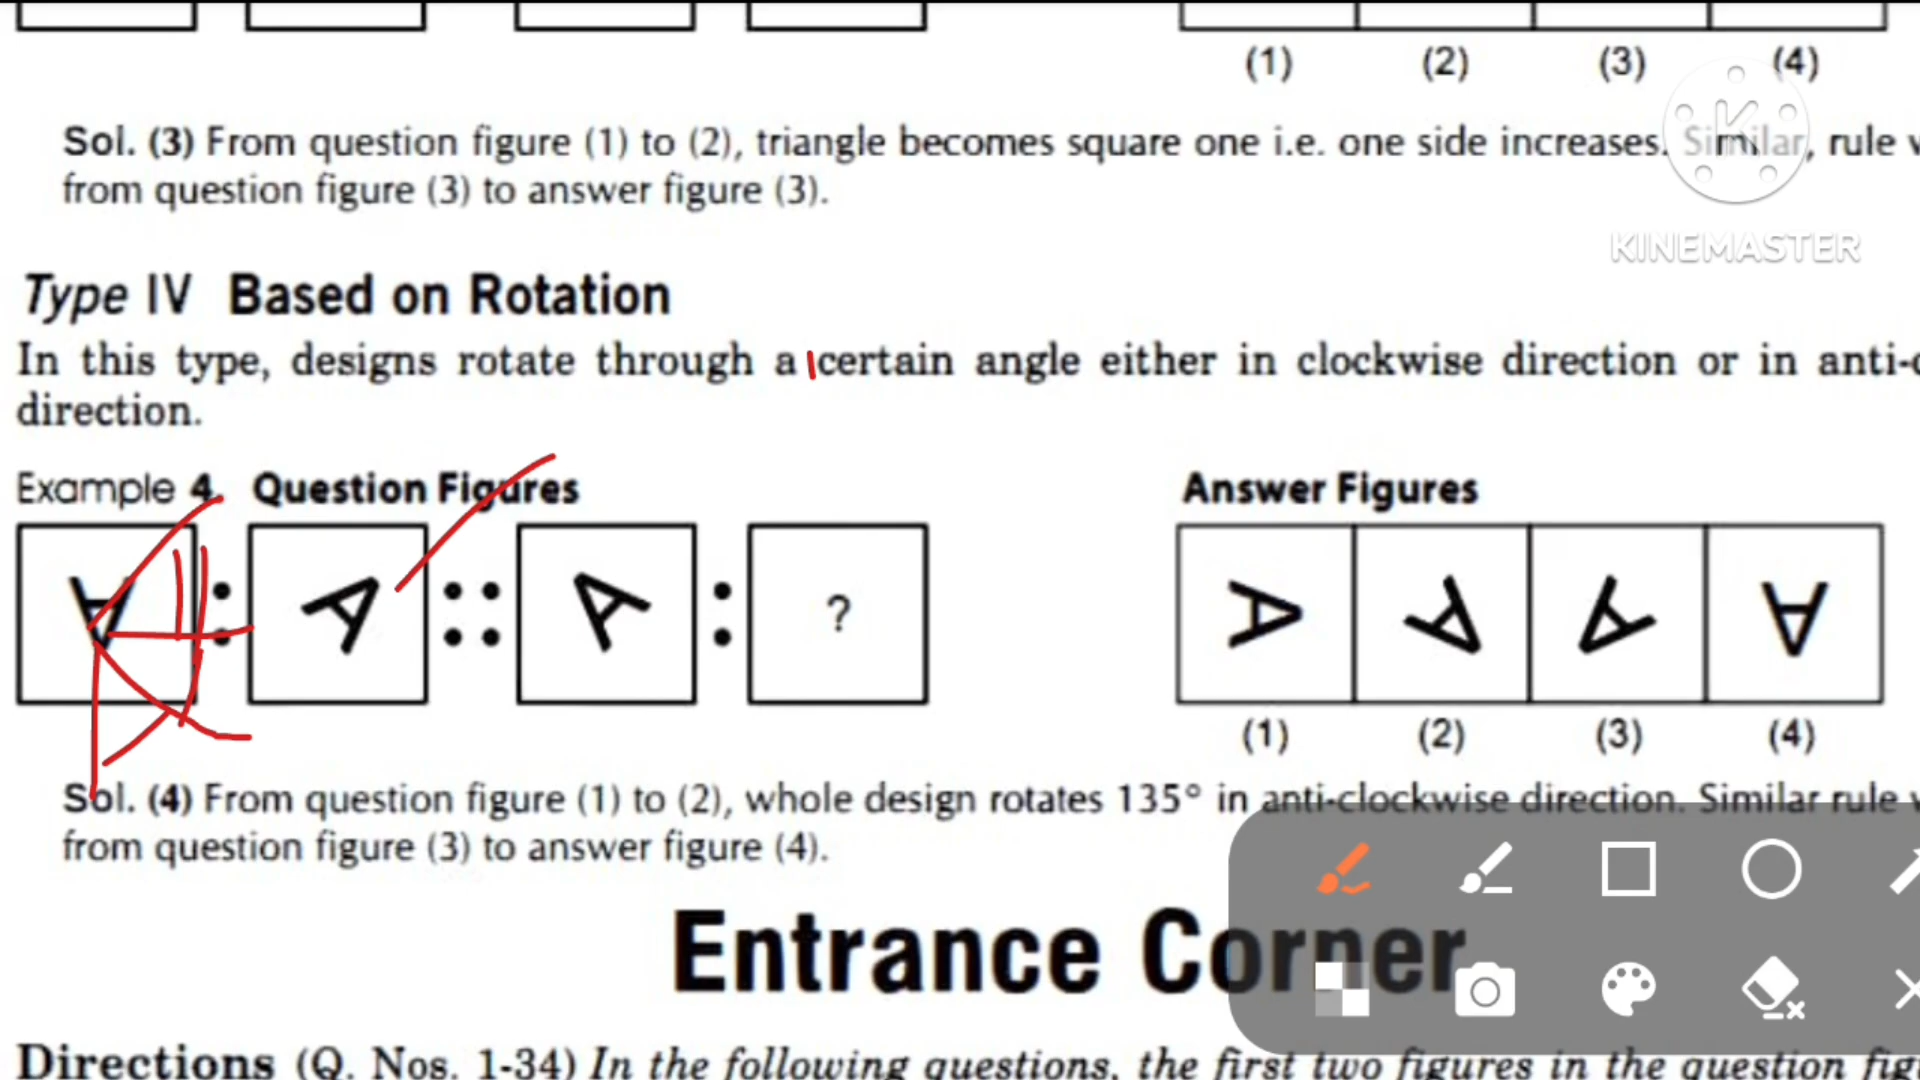 (1) (2) (3) (4)
Sol. (3) From question figure (1) to (2), triangle becomes square one i.e. one side increases. Similar, rule
from question figure (3) to answer figure (3).
KINEMASTER
Type IV Based on Rotation
In this type, designs rotate through a certain angle either in clockwise direction or in anti-
direction.
Example 4. Question Figures Answer Figures
A : A :: A : ? A A A A
(1) (2) (3) (4)
Sol. (4) From question figure (1) to (2), whole design rotates 135° in anti-clockwise direction. Similar rule
from question figure (3) to answer figure (4).
Entrance Corner
Directions (Q. Nos. 1-34) In the following questions, the first two figures in the question